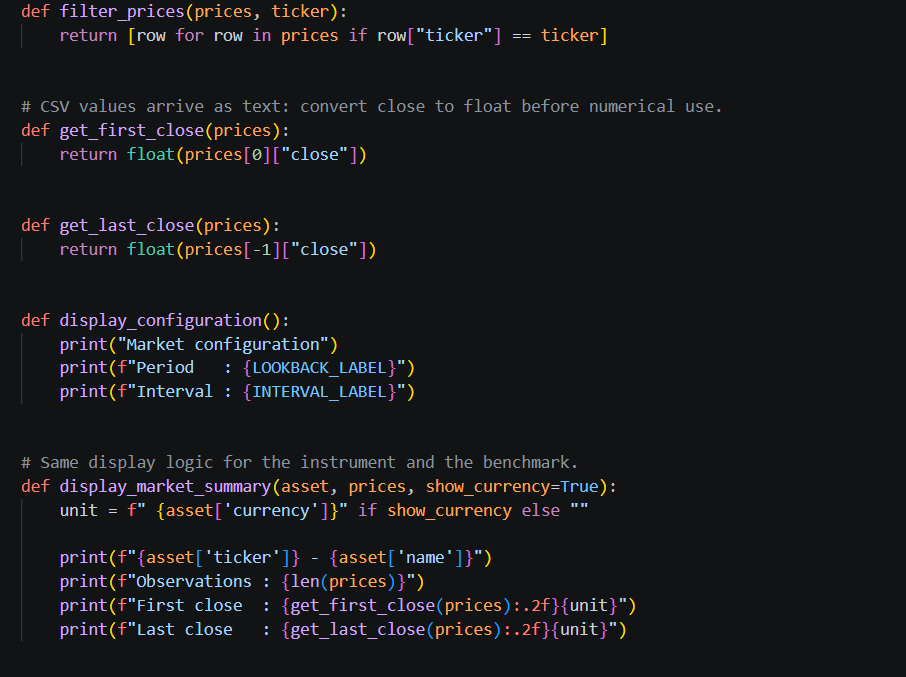 def filter_prices(prices, ticker):
    return [row for row in prices if row["ticker"] == ticker]
# CSV values arrive as text: convert close to float before numerical use.
def get_first_close(prices):
    return float(prices[0]["close"])
def get_last_close(prices):
    return float(prices[-1]["close"])
def display_configuration():
    print("Market configuration")
    print(f"Period   : {LOOKBACK_LABEL}")
    print(f"Interval : {INTERVAL_LABEL}")
# Same display logic for the instrument and the benchmark.
def display_market_summary(asset, prices, show_currency=True):
    unit = f" {asset['currency']}" if show_currency else ""
    print(f"{asset['ticker']} - {asset['name']}")
    print(f"Observations : {len(prices)}")
    print(f"First close  : {get_first_close(prices):.2f}{unit}")
    print(f"Last close   : {get_last_close(prices):.2f}{unit}")